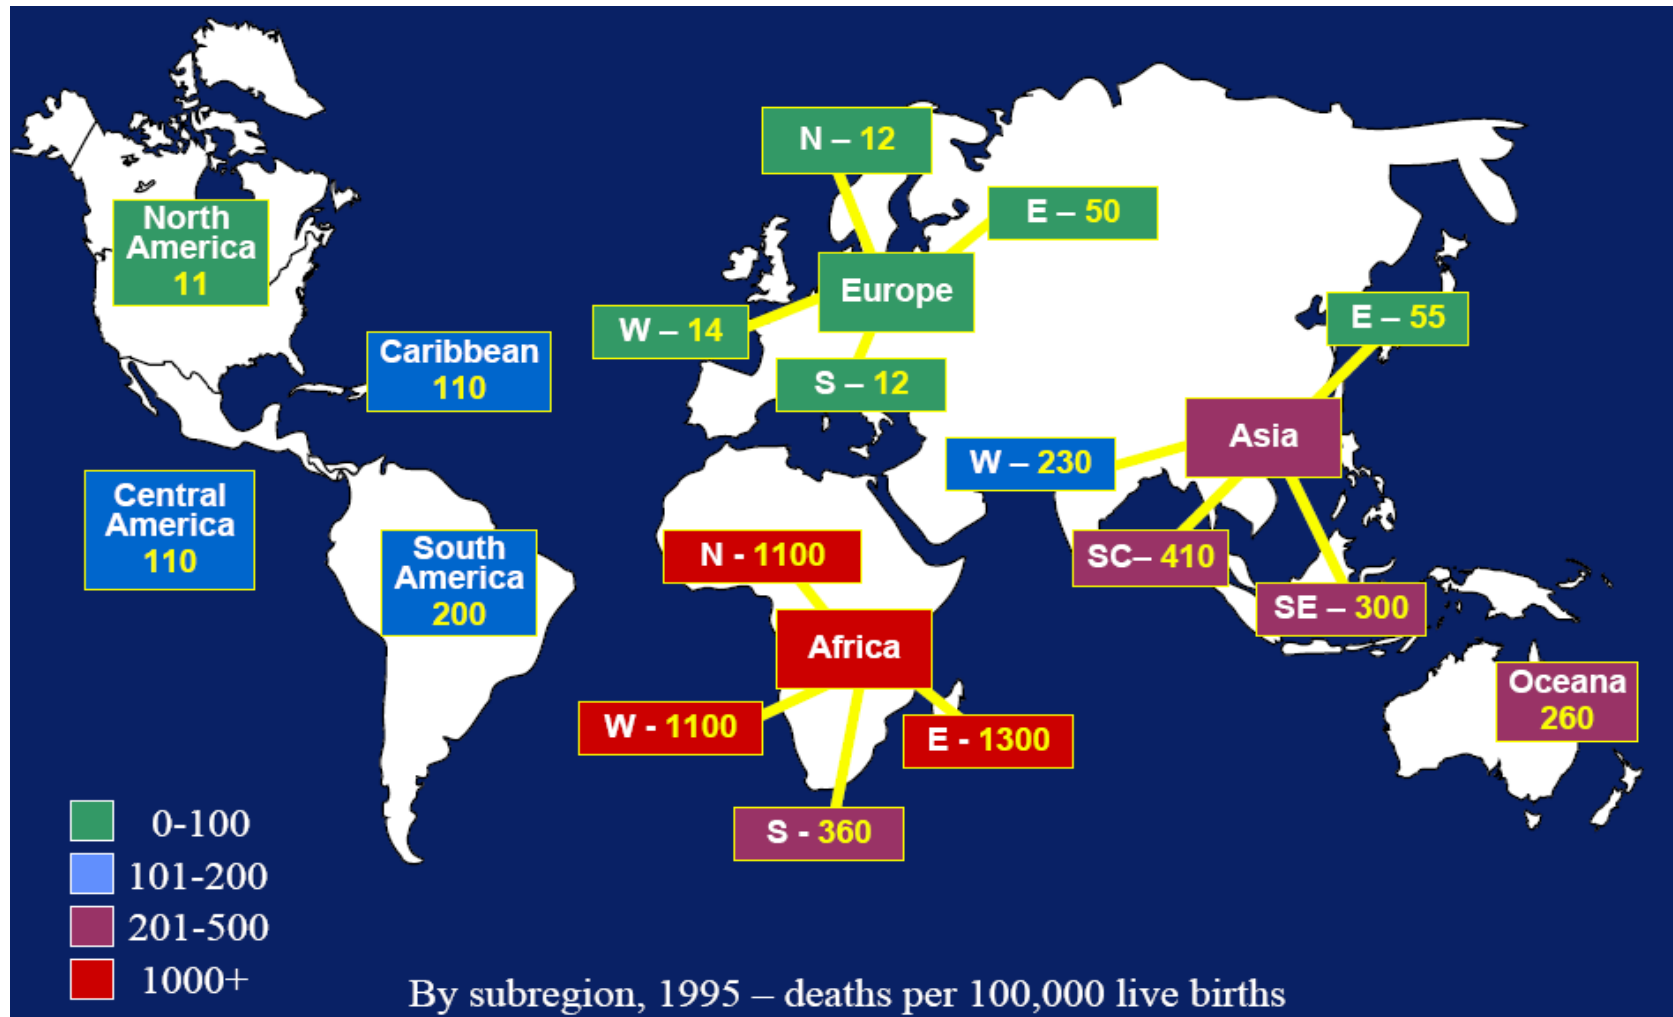 N – 12
E – 50
North
America
11
Europe
W – 14
E – 55
Caribbean
110
S – 12
Asia
W – 230
Central
America
110
South
America
200
N - 1100
SC– 410
SE – 300
Africa
Oceana
260
W - 1100
E - 1300
S - 360
0-100
101-200
201-500
1000+
By subregion, 1995 – deaths per 100,000 live births